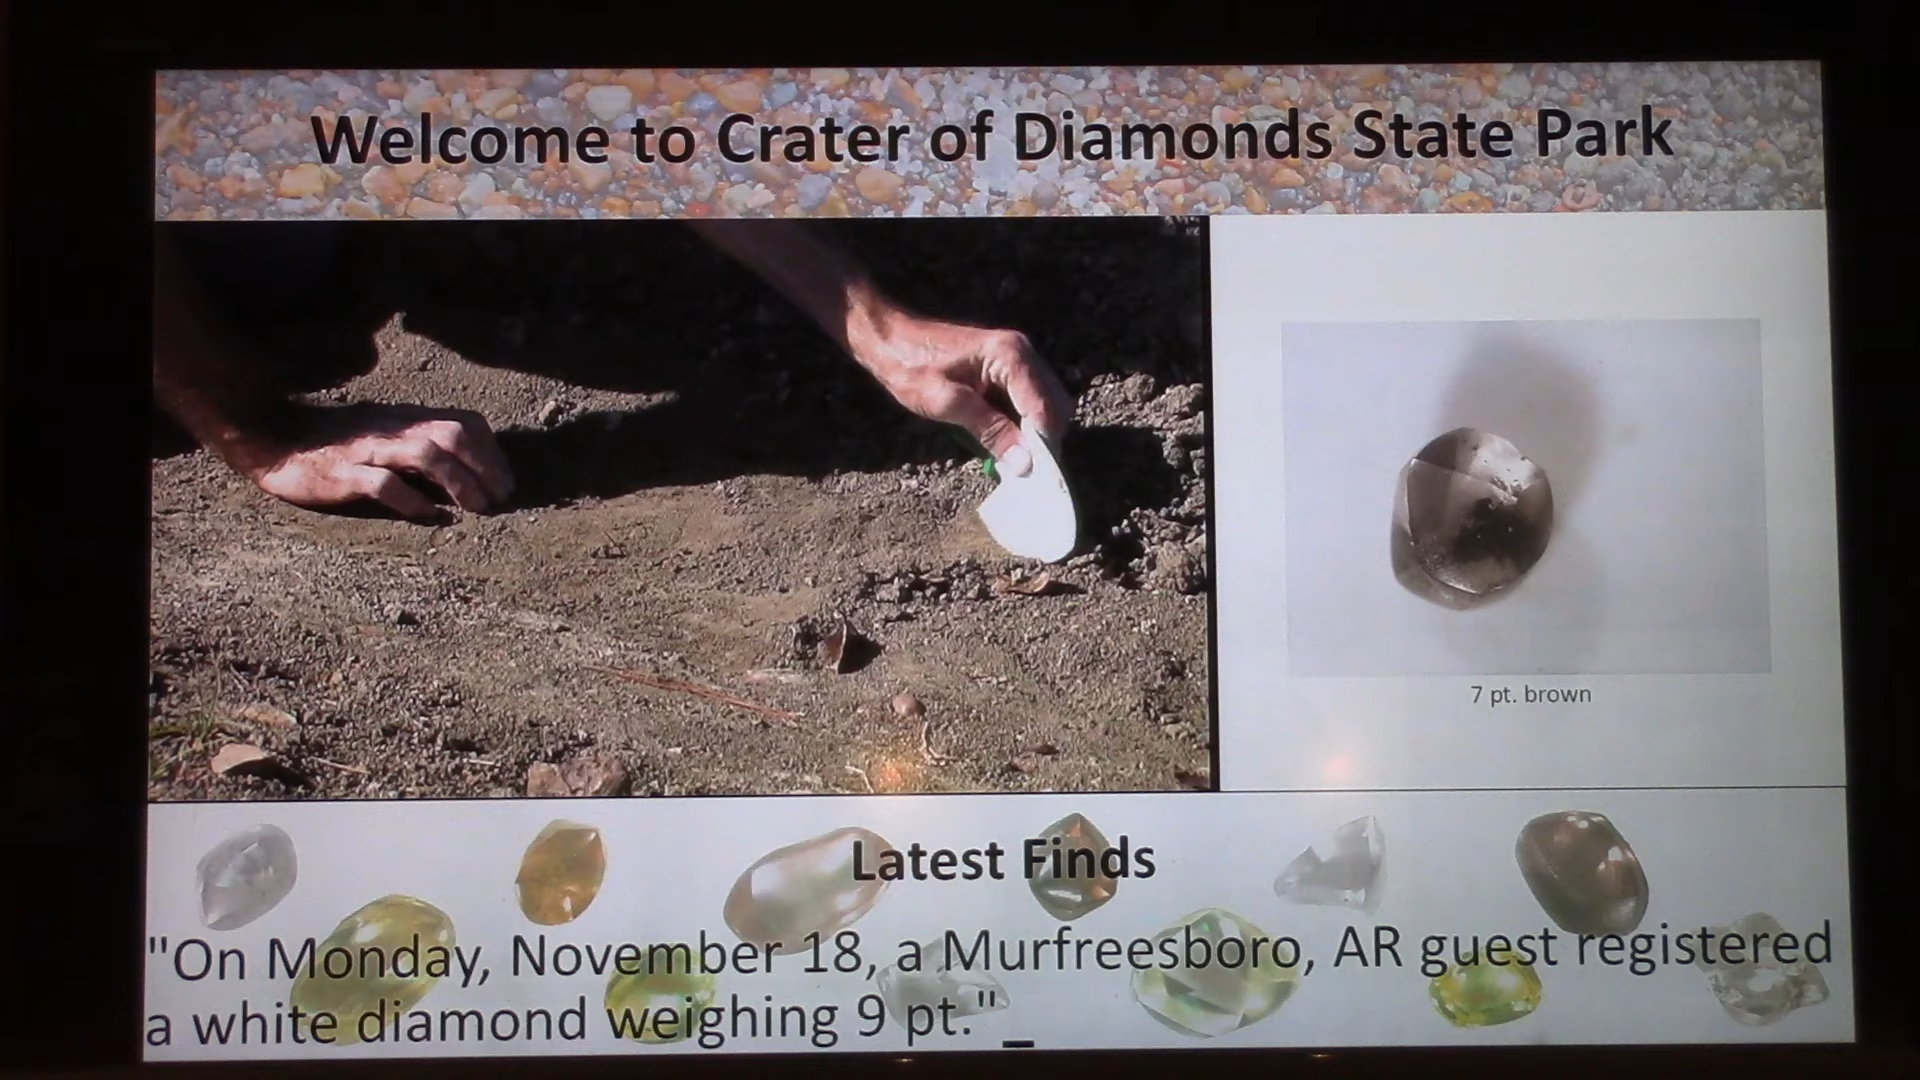 Welcome to Crater of Diamonds State Park
7 pt. brown
Latest Finds
"On Monday, November 18, a Murfreesboro, AR guest registered
a white diamond weighing 9 pt." _